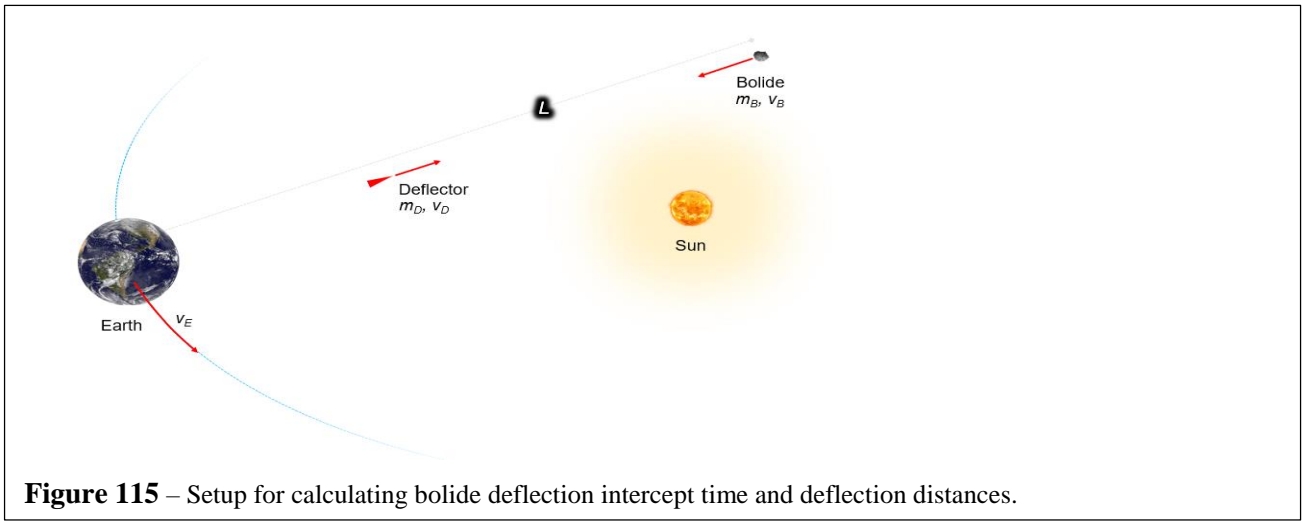 L
Bolide
m_B, v_B
Deflector
m_D, v_D
Sun
Earth
v_E
Figure 115 – Setup for calculating bolide deflection intercept time and deflection distances.